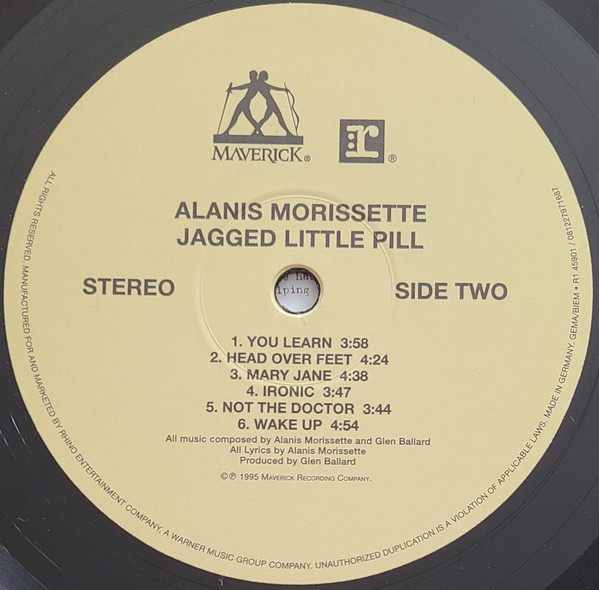 MAVERICK®
r®
ALANIS MORISSETTE
JAGGED LITTLE PILL
STEREO
SIDE TWO
1. YOU LEARN 3:58
2. HEAD OVER FEET 4:24
3. MARY JANE 4:38
4. IRONIC 3:47
5. NOT THE DOCTOR 3:44
6. WAKE UP 4:54
All music composed by Alanis Morissette and Glen Ballard
All Lyrics by Alanis Morissette
Produced by Glen Ballard
©℗ 1995 MAVERICK RECORDING COMPANY.
ALL RIGHTS RESERVED. MANUFACTURED FOR AND MARKETED BY RHINO ENTERTAINMENT COMPANY, A WARNER MUSIC GROUP COMPANY. UNAUTHORIZED DUPLICATION IS A VIOLATION OF APPLICABLE LAWS. MADE IN GERMANY. GEMA/BIEM • R1 45901 / 081227971687